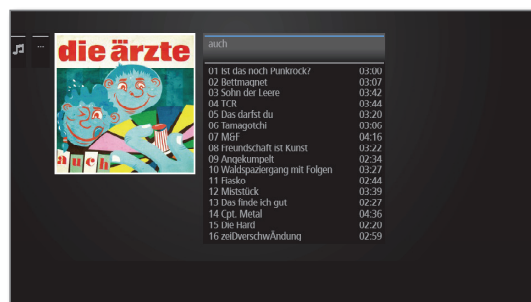 ...
die ärzte
auch
auch
01 Ist das noch Punkrock? 03:00
02 Bettmagnet 03:07
03 Sohn der Leere 03:42
04 TCR 03:44
05 Das darfst du 03:20
06 Tamagotchi 03:06
07 M&F 04:16
08 Freundschaft ist Kunst 03:22
09 Angekumpelt 02:34
10 Waldspaziergang mit Folgen 03:27
11 Fiasko 02:44
12 Miststück 03:39
13 Das finde ich gut 02:27
14 Cpt. Metal 04:36
15 Die Hard 02:20
16 zeiDverschwÄndung 02:59